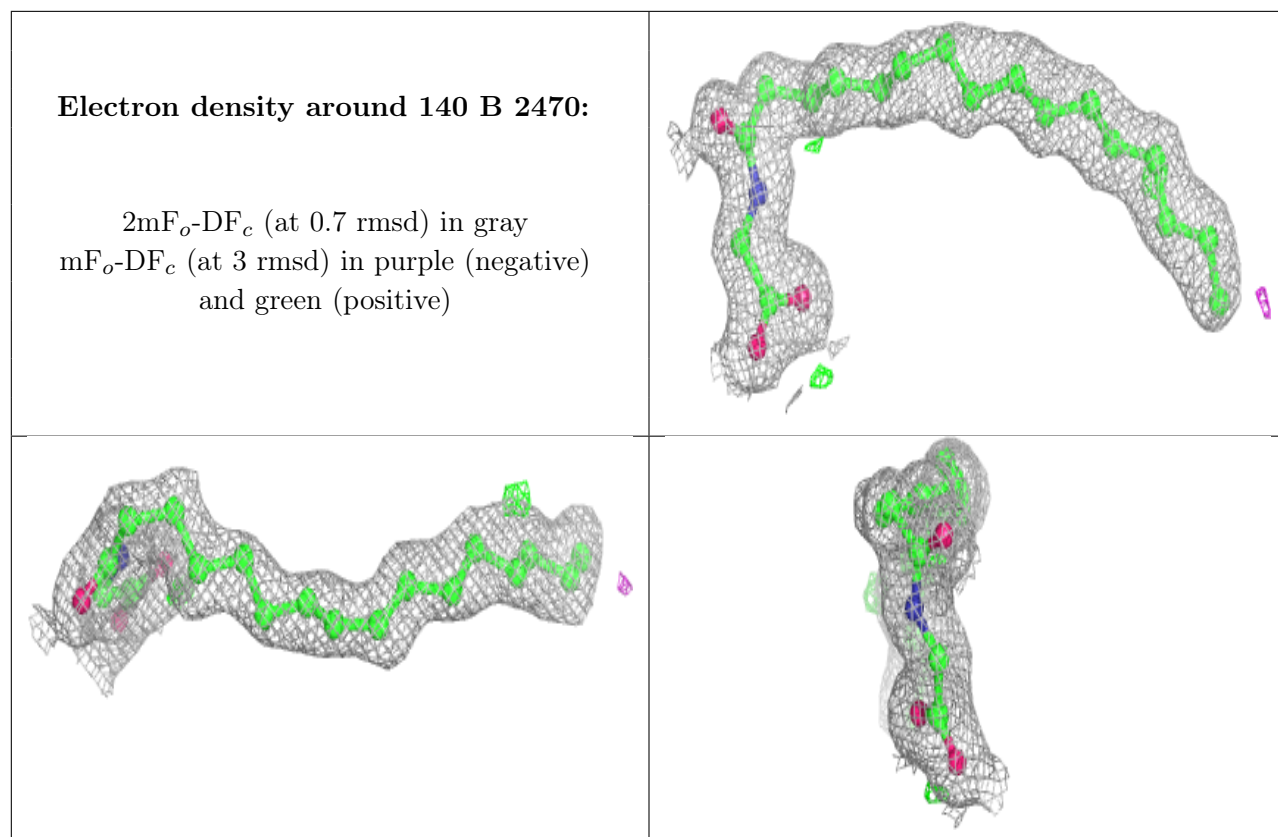 Electron density around 140 B 2470:
2mFₒ-DF𝒸 (at 0.7 rmsd) in gray
mFₒ-DF𝒸 (at 3 rmsd) in purple (negative)
and green (positive)